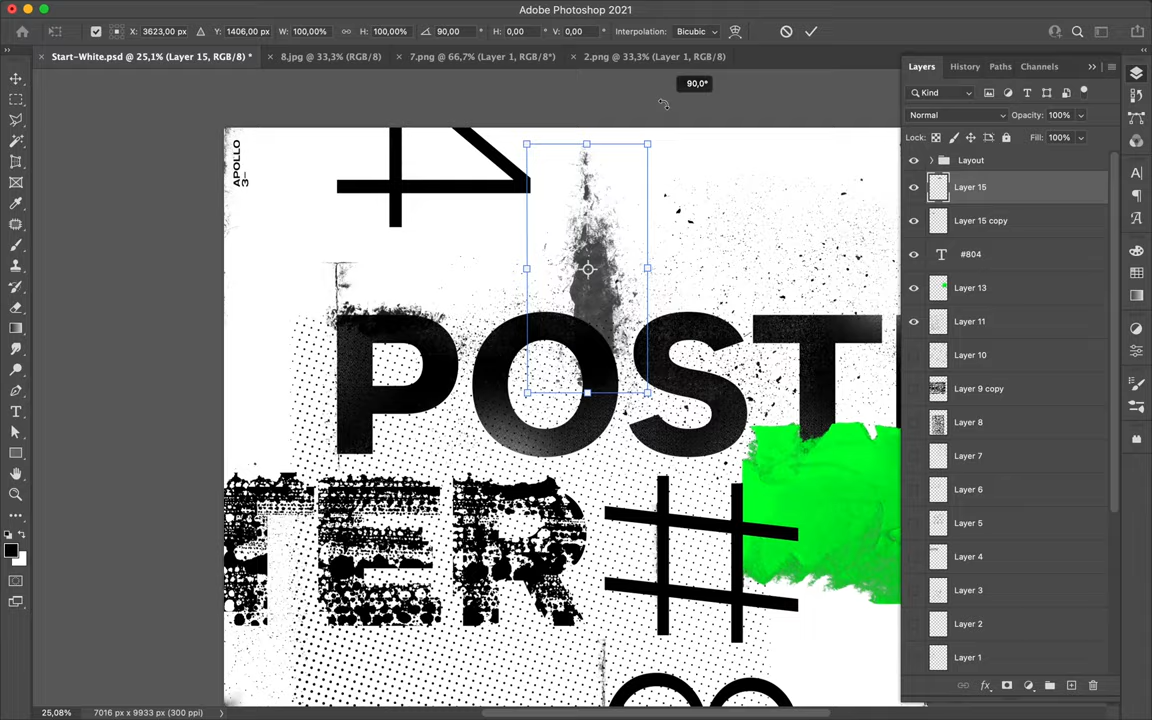 Adobe Photoshop 2021
X: 3623,00 px Y: 1406,00 px W: 100,00% H: 100,00% 90,00 ° H: 0,00 ° V: 0,00 ° Interpolation: Bicubic
Start-White.psd @ 25,1% (Layer 15, RGB/8) * 8.jpg @ 33,3% (RGB/8) 7.png @ 66,7% (Layer 1, RGB/8*) 2.png @ 33,3% (Layer 1, RGB/8)
90,0°
Layers History Paths Channels
Kind
Normal Opacity: 100%
Lock: Fill: 100%
Layout
Layer 15
Layer 15 copy
#804
Layer 13
Layer 11
Layer 10
Layer 9 copy
Layer 8
Layer 7
Layer 6
Layer 5
Layer 4
Layer 3
Layer 2
Layer 1
APOLLO
3–
4
POST
TER#
8
25,08% 7016 px x 9933 px (300 ppi)